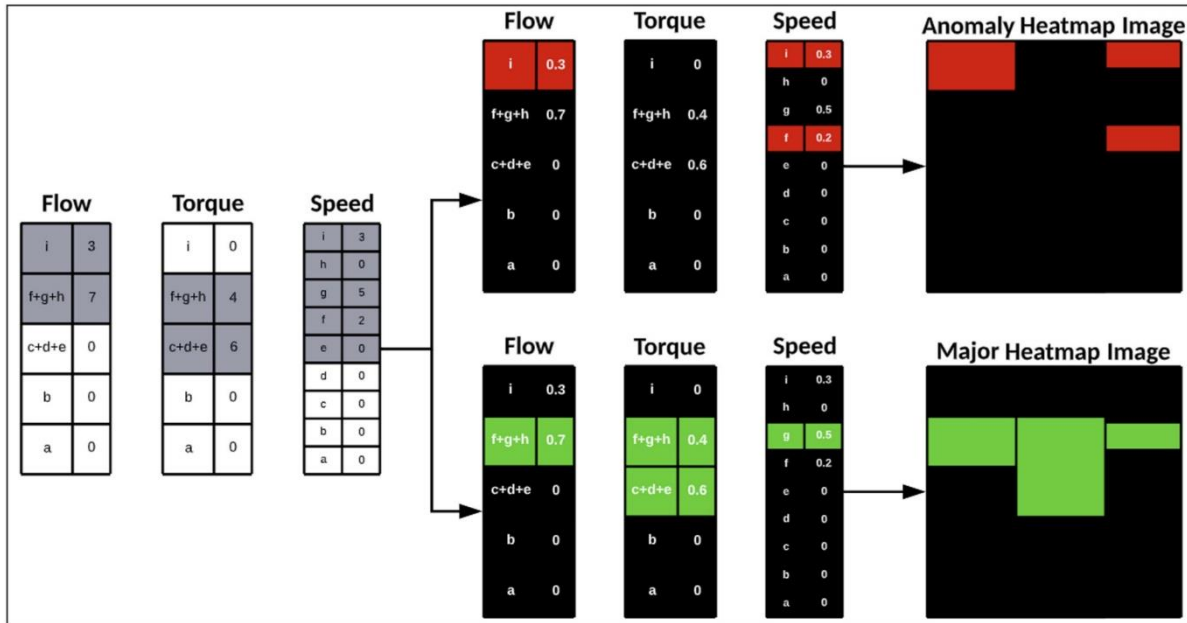 Flow
i 3
f+g+h 7
c+d+e 0
b 0
a 0
Torque
i 0
f+g+h 4
c+d+e 6
b 0
a 0
Speed
i 3
h 0
g 5
f 2
e 0
d 0
c 0
b 0
a 0
Flow
i 0.3
f+g+h 0.7
c+d+e 0
b 0
a 0
Torque
i 0
f+g+h 0.4
c+d+e 0.6
b 0
a 0
Speed
i 0.3
h 0
g 0.5
f 0.2
e 0
d 0
c 0
b 0
a 0
Anomaly Heatmap Image
Flow
i 0.3
f+g+h 0.7
c+d+e 0
b 0
a 0
Torque
i 0
f+g+h 0.4
c+d+e 0.6
b 0
a 0
Speed
i 0.3
h 0
g 0.5
f 0.2
e 0
d 0
c 0
b 0
a 0
Major Heatmap Image